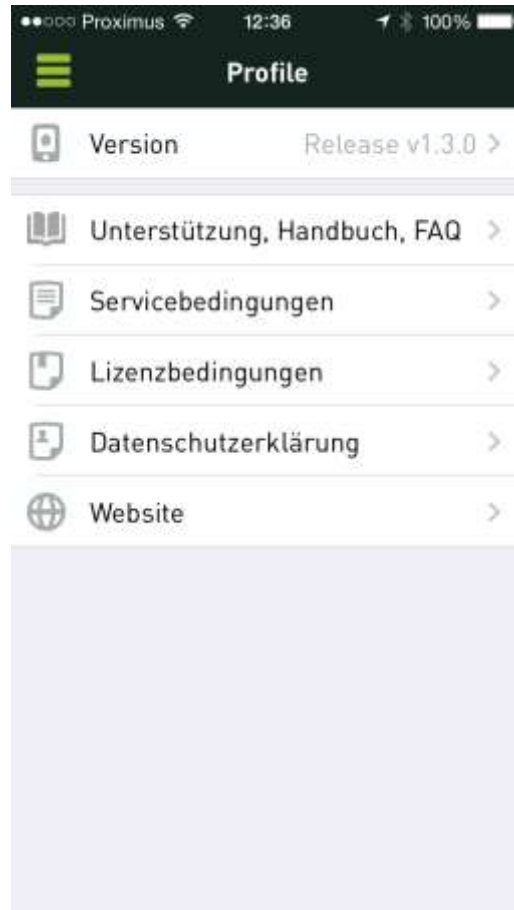 Proximus 12:36 100%
Profile
Version Release v1.3.0
Unterstützung, Handbuch, FAQ
Servicebedingungen
Lizenzbedingungen
Datenschutzerklärung
Website